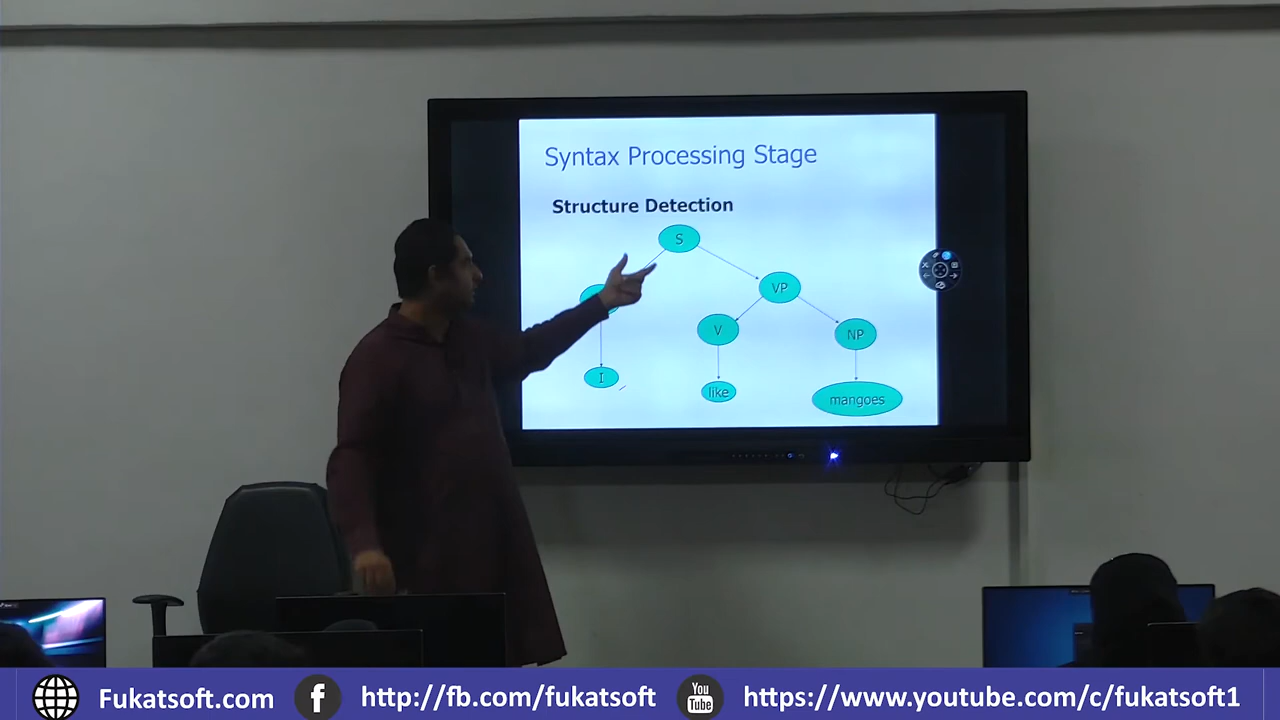 Syntax Processing Stage
Structure Detection
S
VP
V
NP
I
like
mangoes
Fukatsoft.com
f
http://fb.com/fukatsoft
You
Tube
https://www.youtube.com/c/fukatsoft1